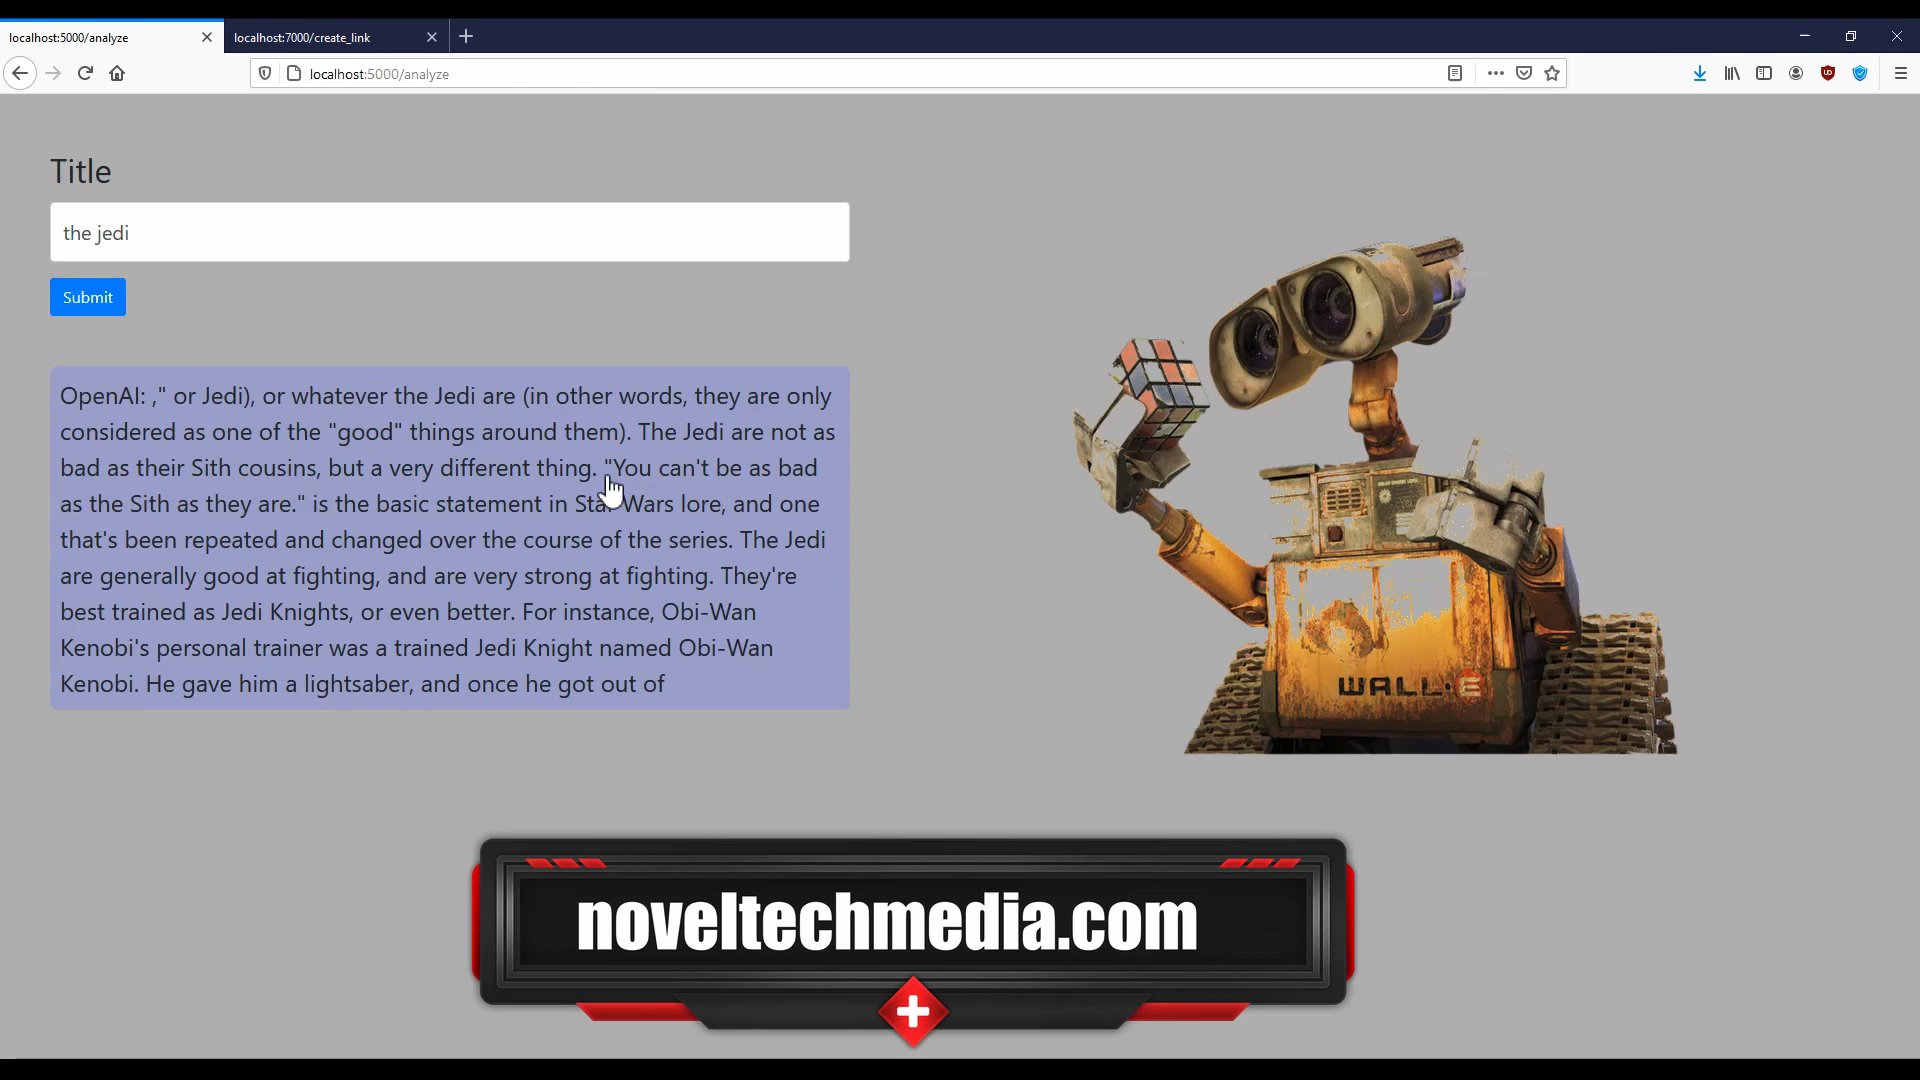 localhost:5000/analyze
localhost:7000/create_link
localhost:5000/analyze
Title
the jedi
Submit
OpenAI: ," or Jedi), or whatever the Jedi are (in other words, they are only
considered as one of the "good" things around them). The Jedi are not as
bad as their Sith cousins, but a very different thing. "You can't be as bad
as the Sith as they are." is the basic statement in Star Wars lore, and one
that's been repeated and changed over the course of the series. The Jedi
are generally good at fighting, and are very strong at fighting. They're
best trained as Jedi Knights, or even better. For instance, Obi-Wan
Kenobi's personal trainer was a trained Jedi Knight named Obi-Wan
Kenobi. He gave him a lightsaber, and once he got out of
WALL·E
noveltechmedia.com